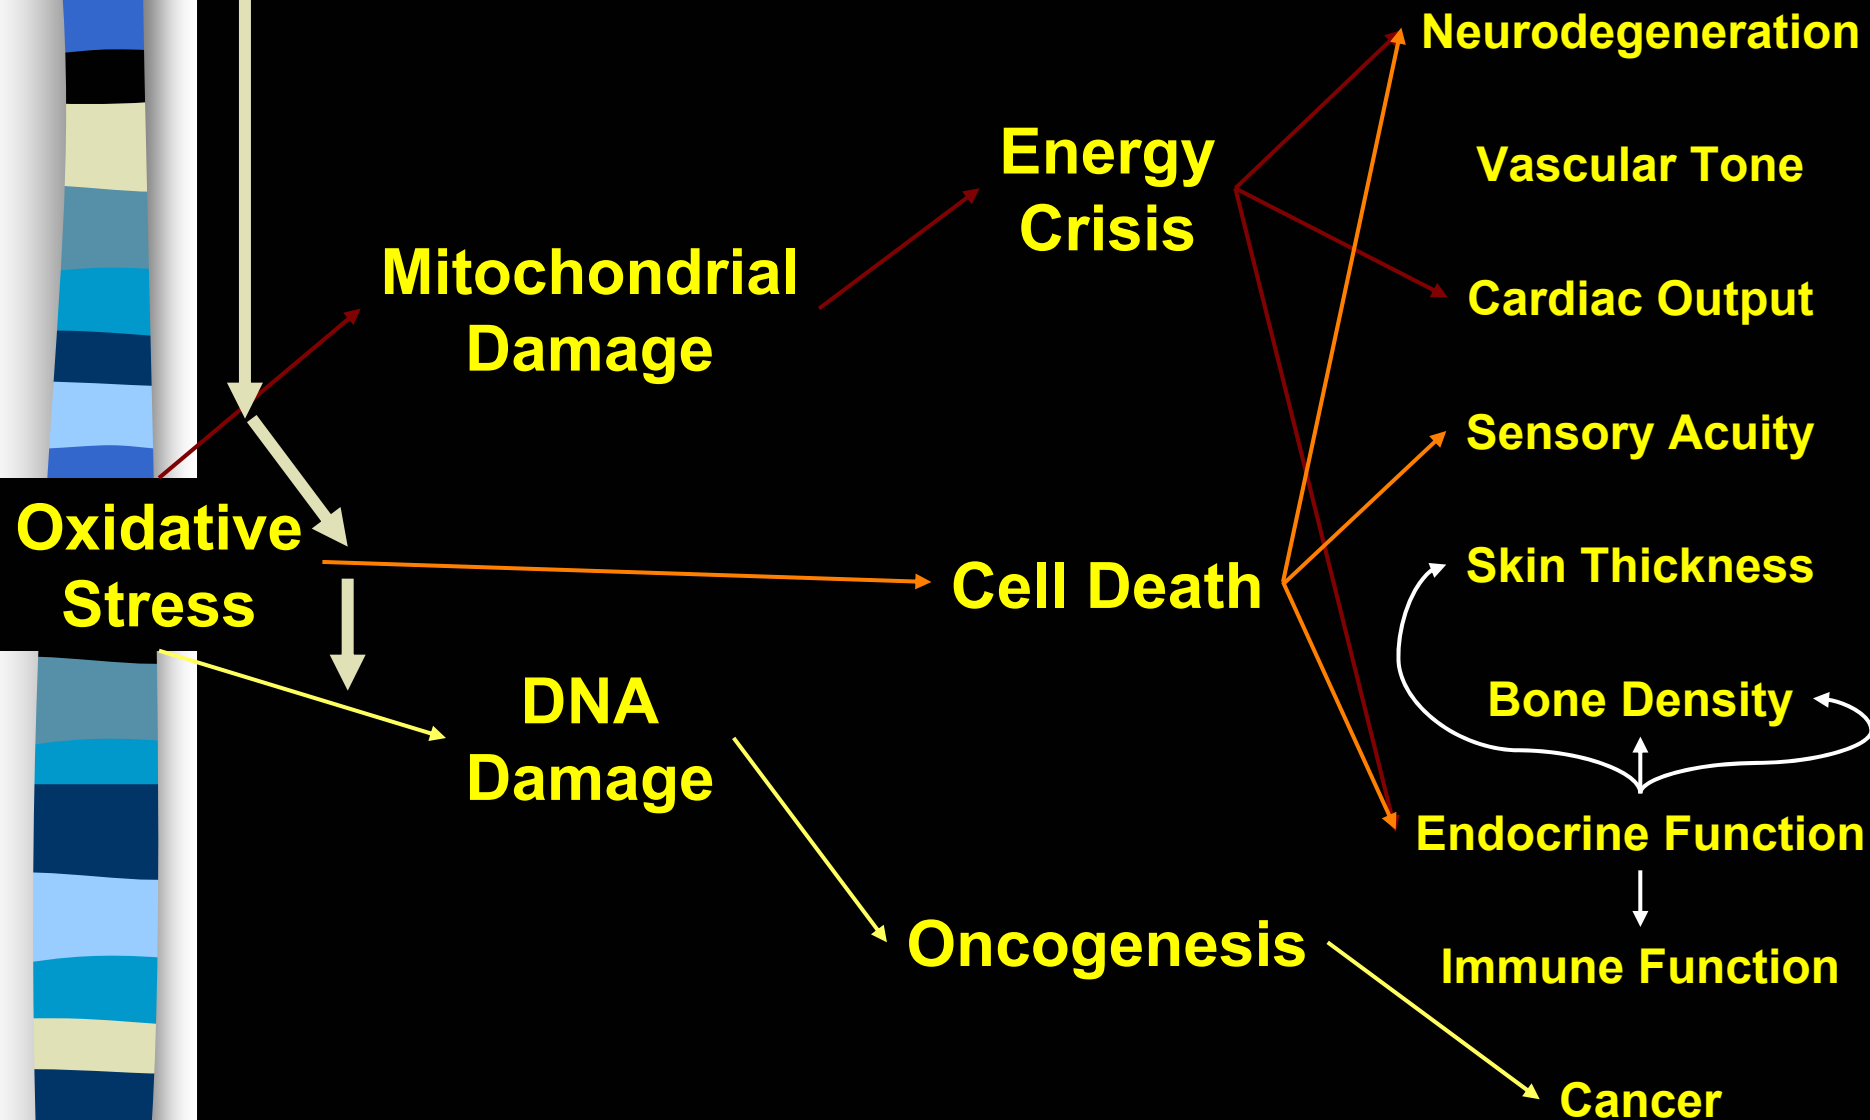 Neurodegeneration
Energy
Crisis
Vascular Tone
Mitochondrial
Damage
Cardiac Output
Sensory Acuity
Oxidative
Stress
Cell Death
Skin Thickness
DNA
Damage
Bone Density
Endocrine Function
Oncogenesis
Immune Function
Cancer